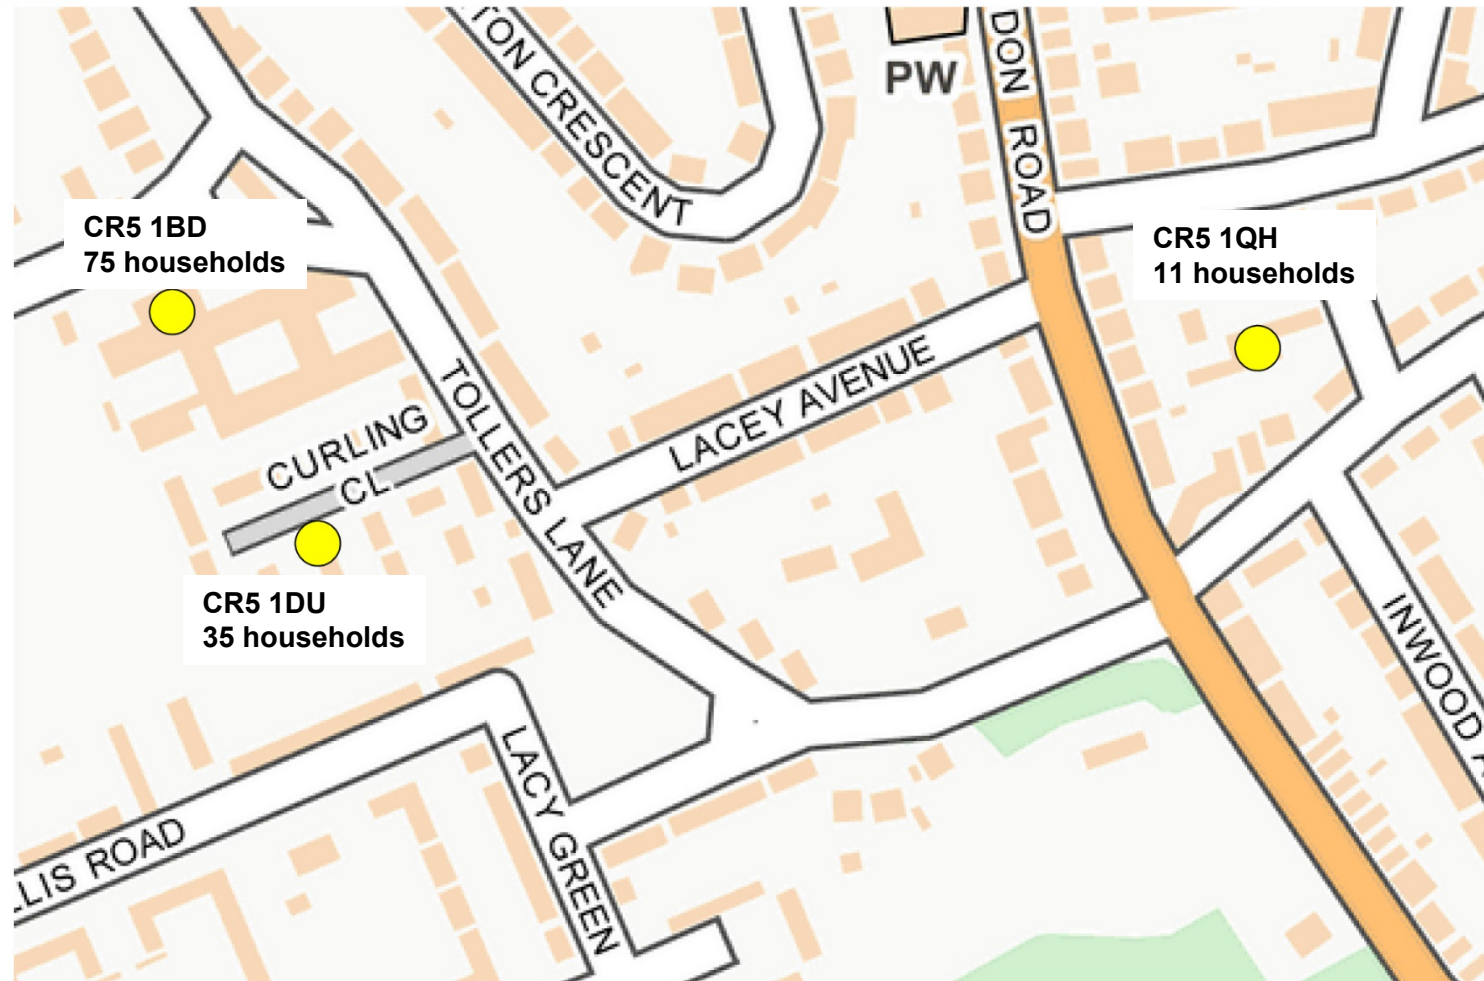 TON CRESCENT
PW
DON ROAD
CR5 1BD
75 households
CR5 1QH
11 households
TOLLERS LANE
LACEY AVENUE
CURLING
CL
CR5 1DU
35 households
INWOOD
LACY GREEN
LLIS ROAD